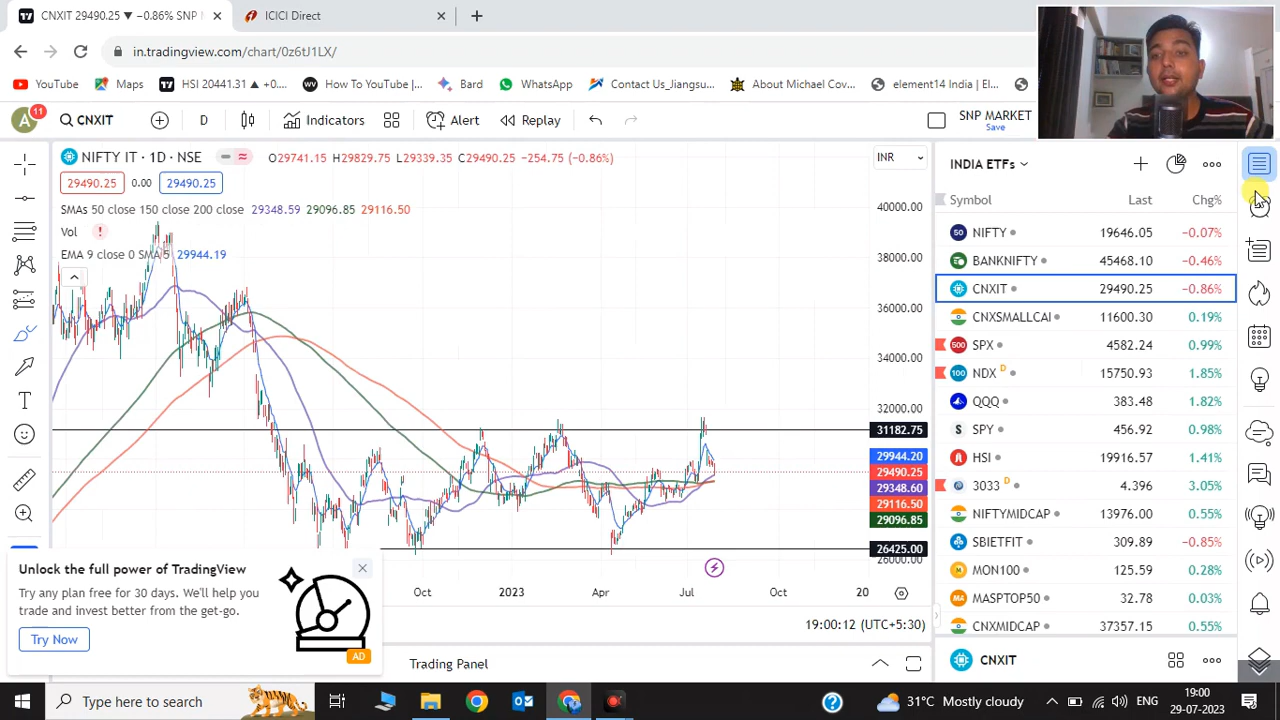 CNXIT 29490.25 ▼ −0.86% SNP M
ICICI Direct
in.tradingview.com/chart/0z6tJ1LX/
YouTube
Maps
HSI 20441.31 ▲ +0....
How To YouTube |...
WhatsApp
Contact_Us_Jiangsu...
About Michael Cov...
element14 India | El...
A
11
CNXIT
D
Indicators
Alert
Replay
SNP MARKET
Save
NIFTY IT · 1D · NSE
O29741.15 H29829.75 L29339.35 C29490.25 −254.75 (−0.86%)
INR
29490.25 0.00 29490.25
SMAs 50 close 150 close 200 close 29348.59 29096.85 29116.50
Vol
EMA 9 close 0 SMA 5 29944.19
40000.00
38000.00
36000.00
34000.00
32000.00
31182.75
29944.20
29490.25
29348.60
29116.50
29096.85
26425.00
26000.00
Oct 2023 Apr Jul Oct 20
19:00:12 (UTC+5:30)
Unlock the full power of TradingView
Try any plan free for 30 days. We'll help you
trade and invest better from the get-go.
Try Now
AD
Trading Panel
INDIA ETFs
Symbol Last Chg%
50 NIFTY 19646.05 −0.07%
BANKNIFTY 45468.10 −0.46%
CNXIT 29490.25 −0.86%
CNXSMALLCAI 11600.30 0.19%
500 SPX 4582.24 0.99%
100 NDX D 15750.93 1.85%
QQQ 383.48 1.82%
S SPY 456.92 0.98%
HSI 19916.57 1.41%
3033 D 4.396 3.05%
NIFTYMIDCAP 13976.00 0.55%
SBIETFIT 309.89 −0.85%
MON100 125.59 0.28%
MA MASPTOP50 32.78 0.03%
CNXMIDCAP 37357.15 0.55%
CNXIT
Type here to search
31°C Mostly cloudy
ENG
19:00
29-07-2023